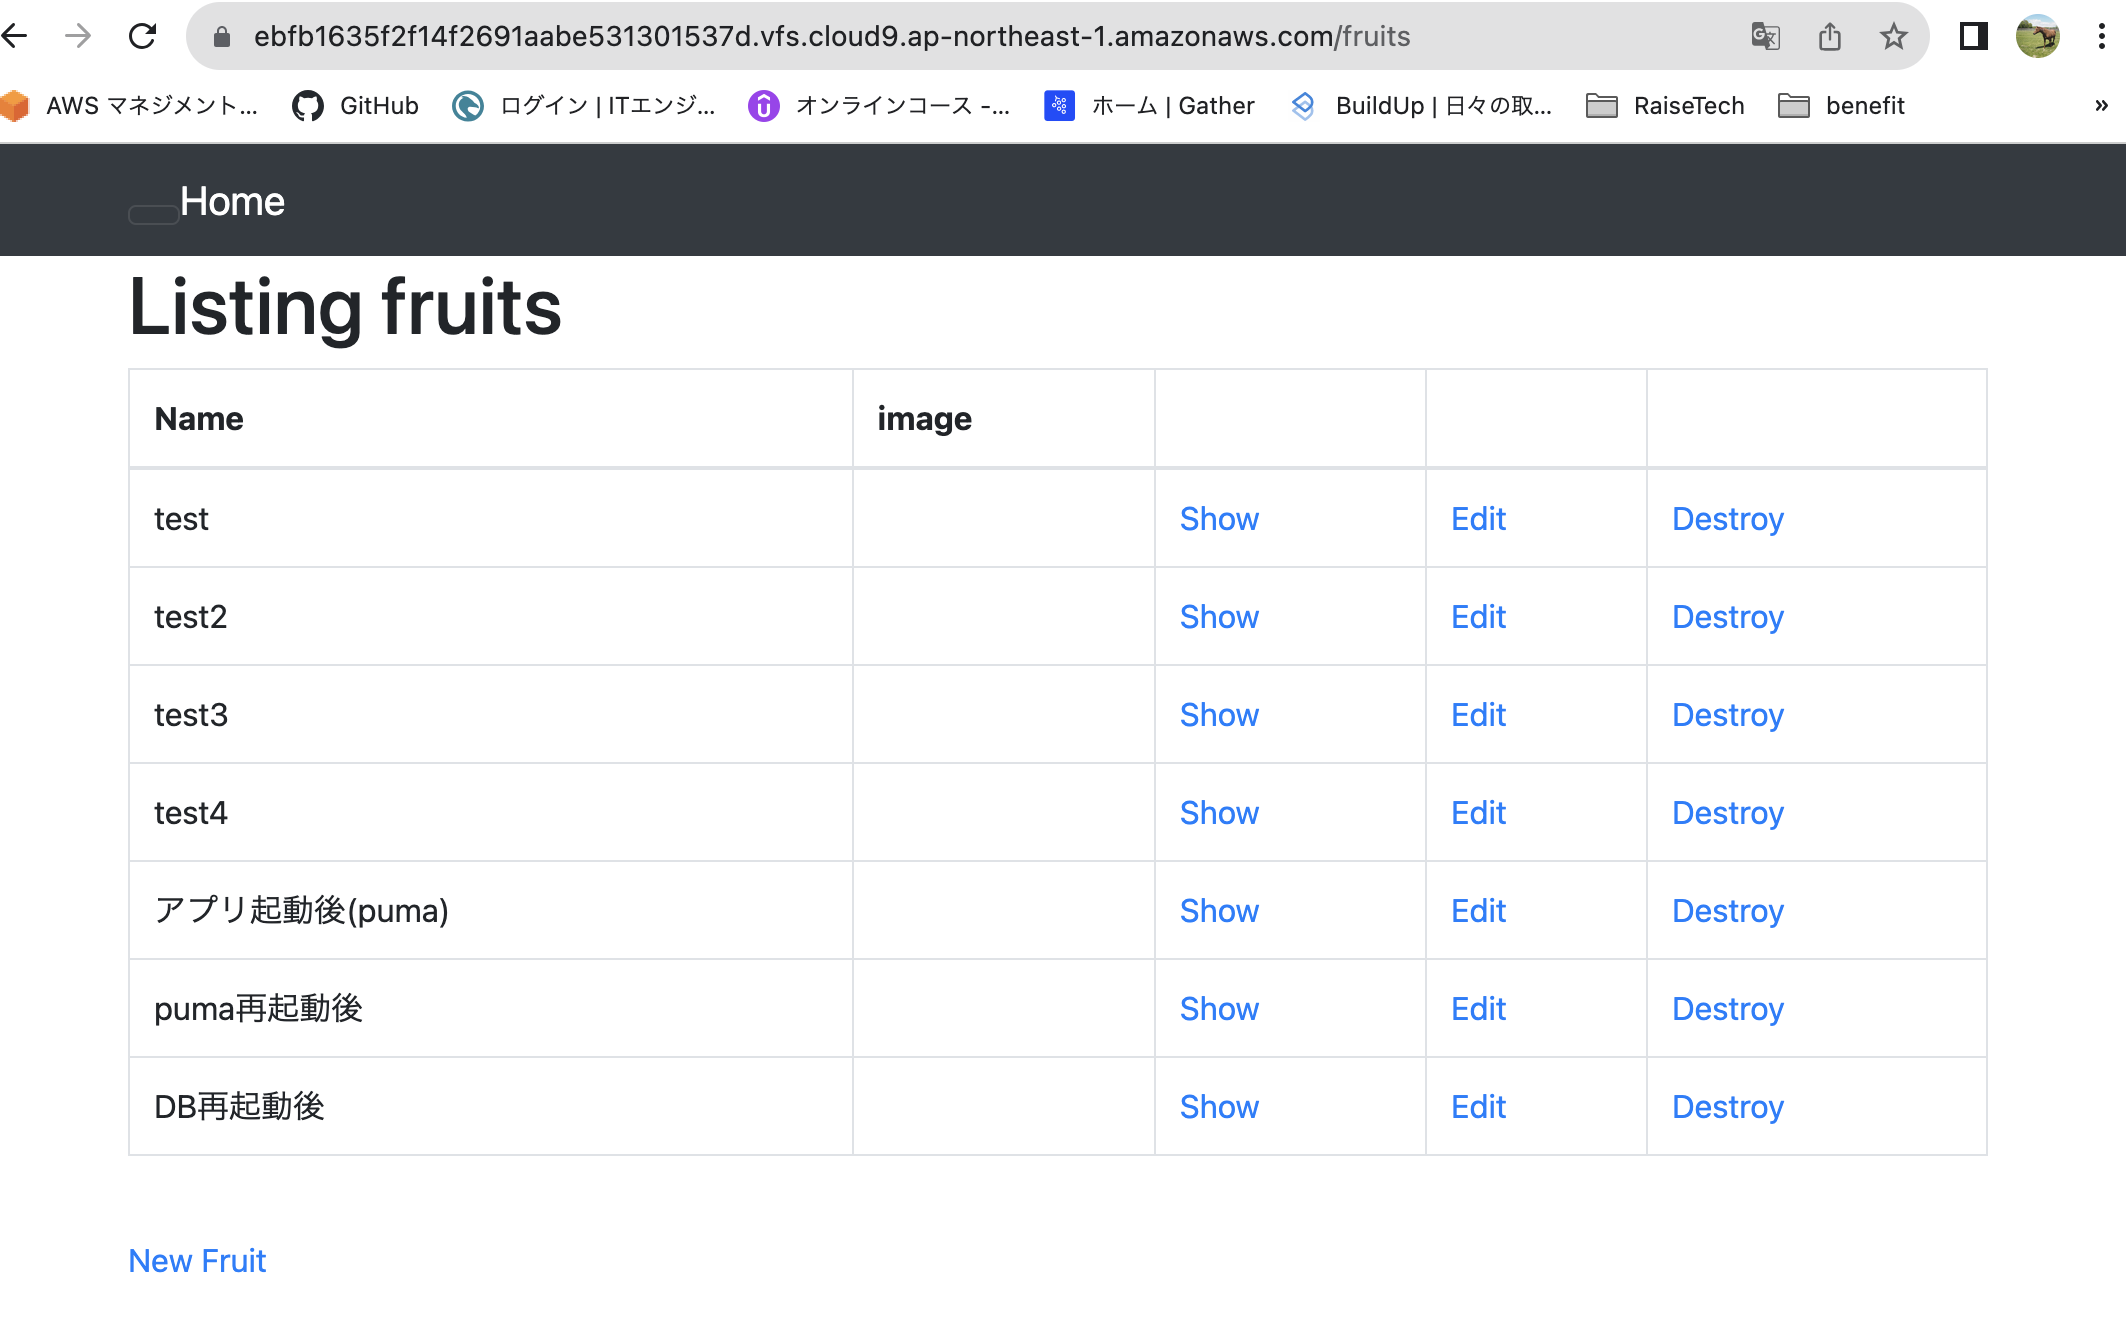 ebfb1635f2f14f2691aabe531301537d.vfs.cloud9.ap-northeast-1.amazonaws.com/fruits
AWS マネジメント... GitHub ログイン | ITエンジ... オンラインコース -... ホーム | Gather BuildUp | 日々の取... RaiseTech benefit »
Home
Listing fruits
Name image
test Show Edit Destroy
test2 Show Edit Destroy
test3 Show Edit Destroy
test4 Show Edit Destroy
アプリ起動後(puma) Show Edit Destroy
puma再起動後 Show Edit Destroy
DB再起動後 Show Edit Destroy
New Fruit